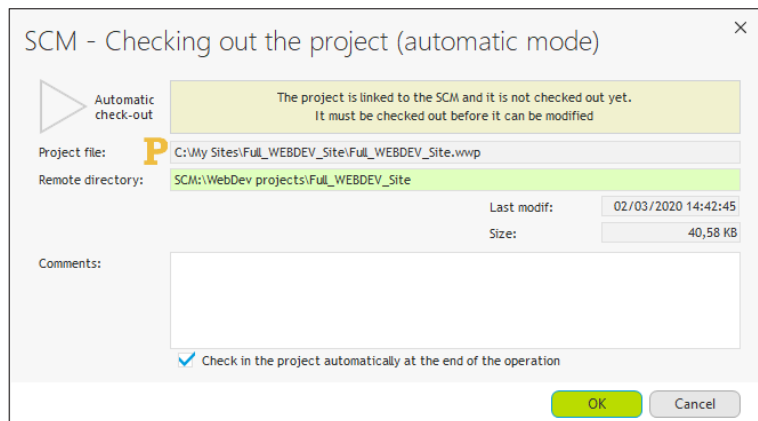 SCM - Checking out the project (automatic mode)
Automatic
check-out
The project is linked to the SCM and it is not checked out yet.
It must be checked out before it can be modified
Project file: P C:\My Sites\Full_WEBDEV_Site\Full_WEBDEV_Site.wwp
Remote directory: SCM:\WebDev projects\Full_WEBDEV_Site
Last modif: 02/03/2020 14:42:45
Size: 40,58 KB
Comments:
Check in the project automatically at the end of the operation
OK Cancel